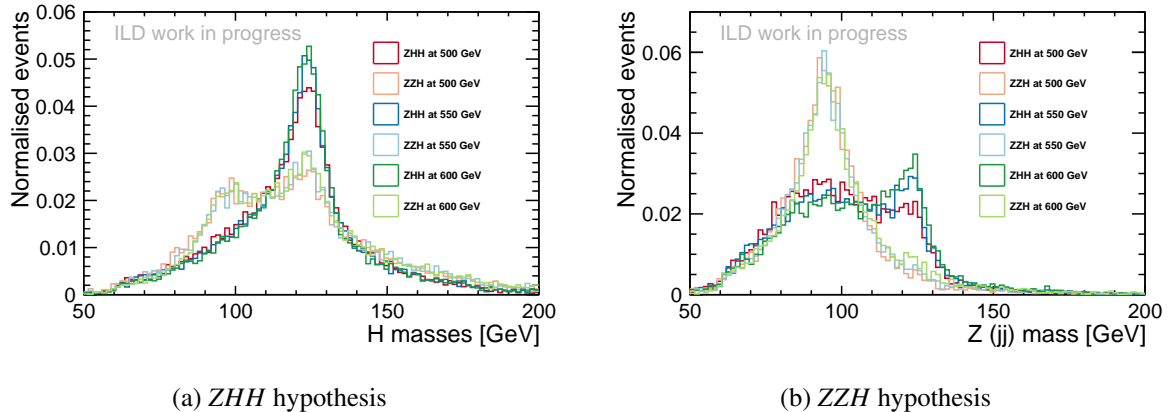 ILD work in progress
Normalised events
0.06
0.05
0.04
0.03
0.02
0.01
0
ZHH at 500 GeV
ZZH at 500 GeV
ZHH at 550 GeV
ZZH at 550 GeV
ZHH at 600 GeV
ZZH at 600 GeV
50 100 150 200
H masses [GeV]
(a) ZHH hypothesis
ILD work in progress
Normalised events
0.06
0.04
0.02
0
ZHH at 500 GeV
ZZH at 500 GeV
ZHH at 550 GeV
ZZH at 550 GeV
ZHH at 600 GeV
ZZH at 600 GeV
50 100 150 200
Z (jj) mass [GeV]
(b) ZZH hypothesis